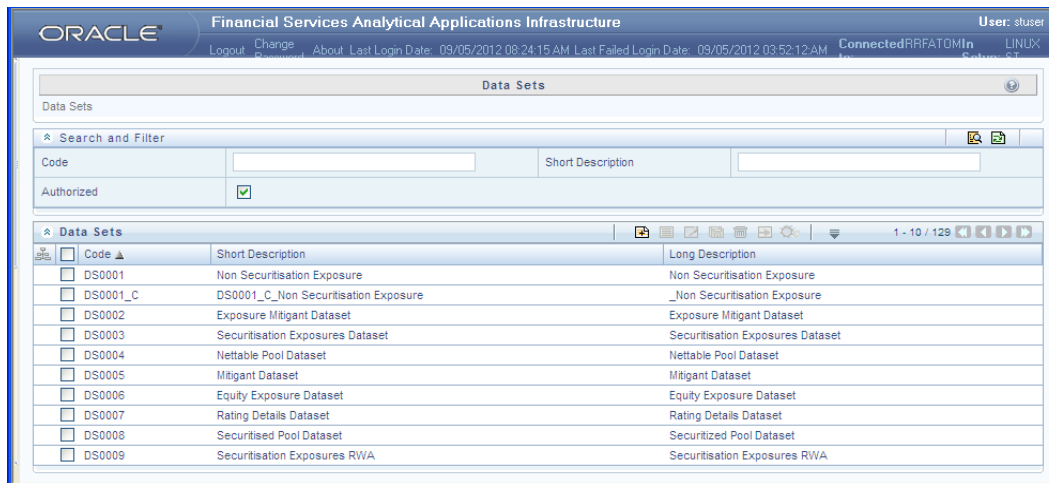 ORACLE
Financial Services Analytical Applications Infrastructure
User: stuser
Logout Change About Last Login Date: 09/05/2012 08:24:15 AM Last Failed Login Date: 09/05/2012 03:52:12:AM Connected RRFATOM In LINUX
Data Sets
Data Sets
Search and Filter
Code
Short Description
Authorized
Data Sets
1 - 10 / 129
Code Short Description Long Description
DS0001 Non Securitisation Exposure Non Securitisation Exposure
DS0001_C DS0001_C_Non Securitisation Exposure _Non Securitisation Exposure
DS0002 Exposure Mitigant Dataset Exposure Mitigant Dataset
DS0003 Securitisation Exposures Dataset Securitisation Exposures Dataset
DS0004 Nettable Pool Dataset Nettable Pool Dataset
DS0005 Mitigant Dataset Mitigant Dataset
DS0006 Equity Exposure Dataset Equity Exposure Dataset
DS0007 Rating Details Dataset Rating Details Dataset
DS0008 Securitised Pool Dataset Securitized Pool Dataset
DS0009 Securitisation Exposures RWA Securitisation Exposures RWA